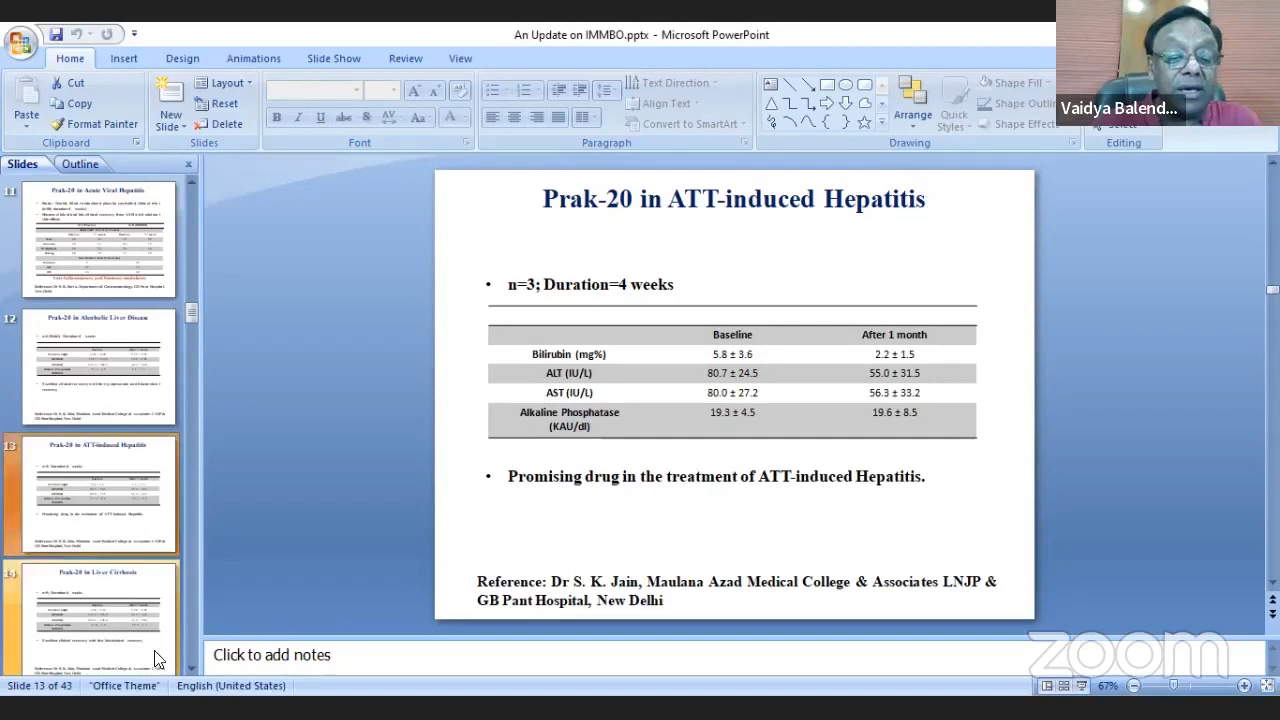 An Update on IMMBO.pptx - Microsoft PowerPoint
Home Insert Design Animations Slide Show Review View
Paste
Cut
Copy
Format Painter
Clipboard
New
Slide
Layout
Reset
Delete
Slides
Font
Text Direction
Align Text
Convert to SmartArt
Paragraph
Arrange
Quick
Styles
Shape Fill
Shape Outli
Shape Effect
Drawing
Select
Editing
Vaidya Balend...
Slides Outline
11
Prak-20 in Acute Viral Hepatitis
12
Prak-20 in Alcoholic Liver Disease
13
Prak-20 in ATT-induced Hepatitis
14
Prak-20 in Liver Cirrhosis
Prak-20 in ATT-induced Hepatitis
• n=3; Duration=4 weeks
Baseline After 1 month
Bilirubin (mg%) 5.8 ± 3.6 2.2 ± 1.5
ALT (IU/L) 80.7 ± 24.5 55.0 ± 31.5
AST (IU/L) 80.0 ± 27.2 56.3 ± 33.2
Alkaline Phosphatase 19.3 ± 4.5 19.6 ± 8.5
(KAU/dl)
• Promising drug in the treatment of ATT-induced Hepatitis.
Reference: Dr S. K. Jain, Maulana Azad Medical College & Associates LNJP &
GB Pant Hospital, New Delhi
Click to add notes
zoom
Slide 13 of 43 "Office Theme" English (United States) 67%